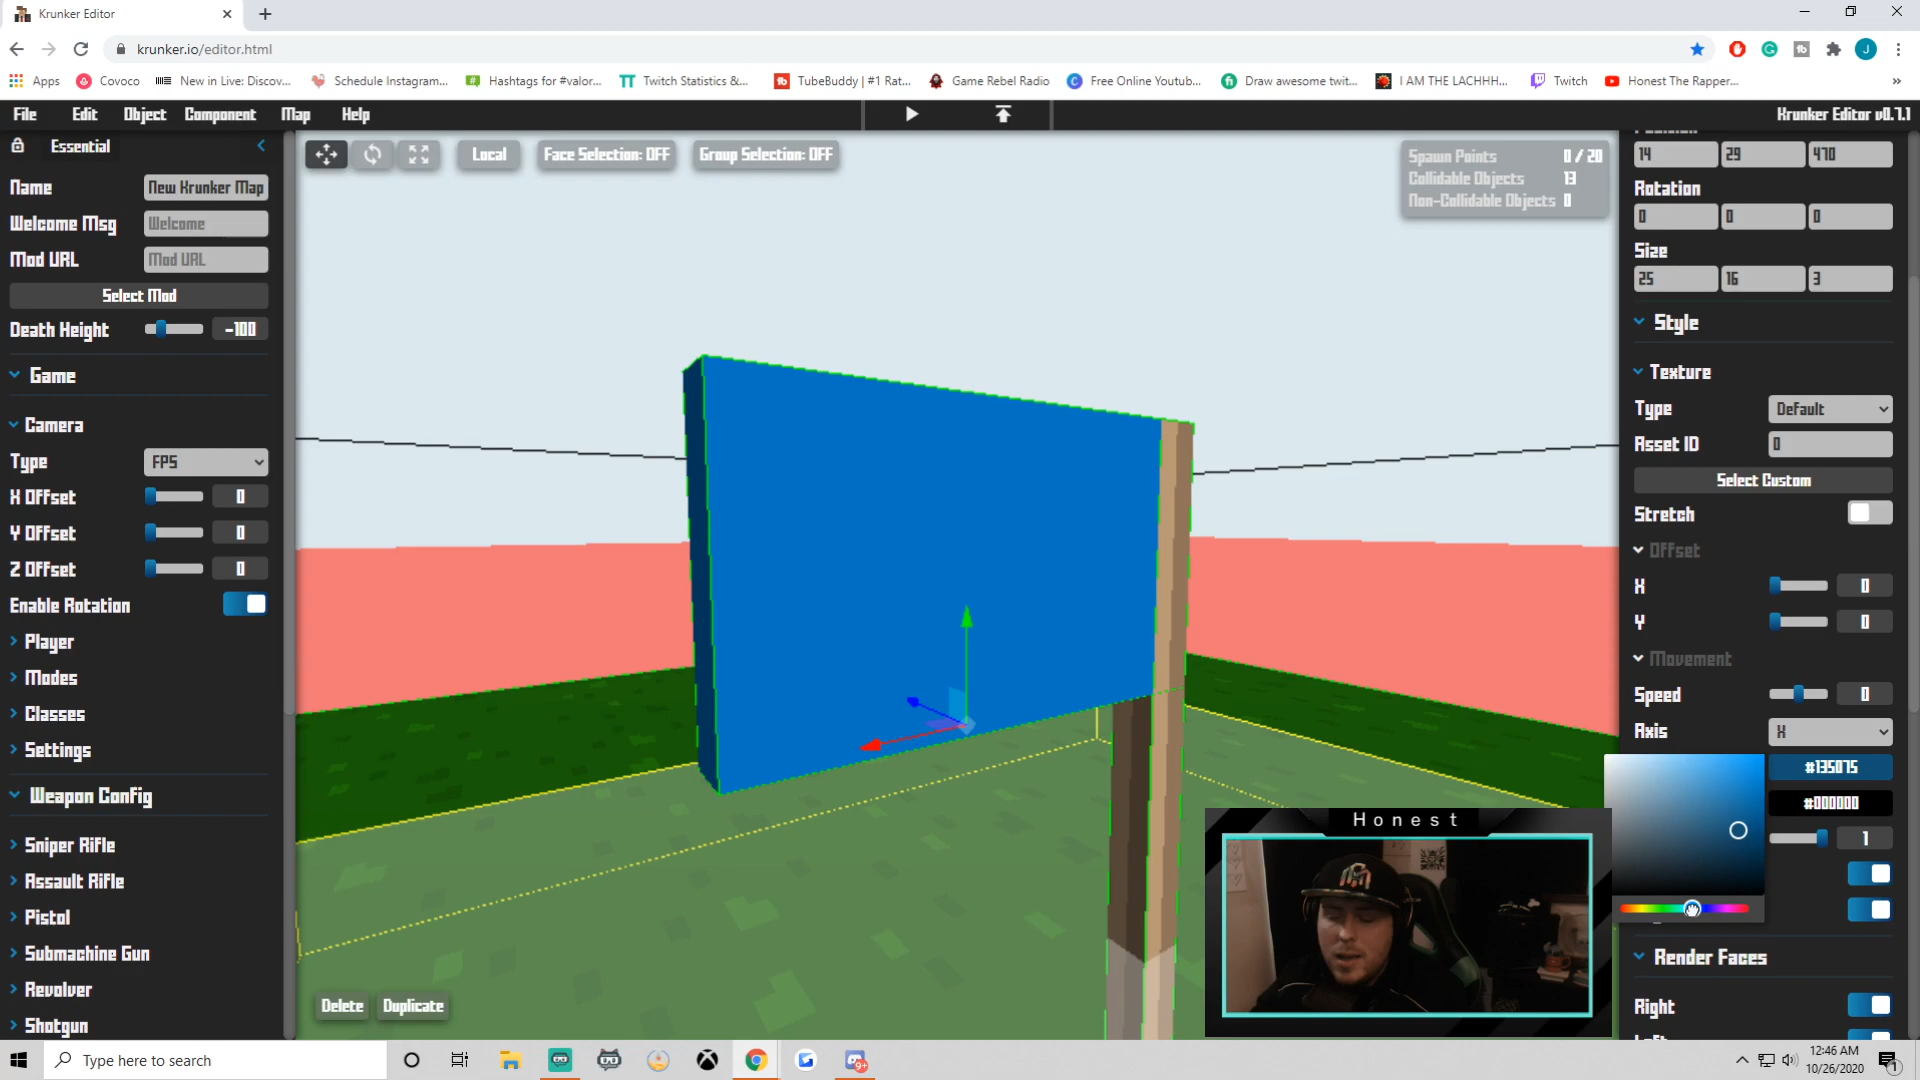 Krunker Editor
krunker.io/editor.html
J
Apps Covoco New in Live: Discov... Schedule Instagram... Hashtags for #valor... Twitch Statistics &... TubeBuddy | #1 Rat... Game Rebel Radio Free Online Youtub... Draw awesome twit... I AM THE LACHHH... Twitch Honest The Rapper...
File Edit Object Component Map Help Krunker Editor v0.7.1
Essential
Name New Krunker Map
Welcome Msg Welcome
Mod URL Mod URL
Select Mod
Death Height -100
Game
Camera
Type FPS
X Offset 0
Y Offset 0
Z Offset 0
Enable Rotation
Player
Modes
Classes
Settings
Weapon Config
Sniper Rifle
Assault Rifle
Pistol
Submachine Gun
Revolver
Shotgun
Local Face Selection: OFF Group Selection: OFF
Spawn Points 0 / 20
Collidable Objects 13
Non-Collidable Objects 0
Delete Duplicate
Honest
14 29 470
Rotation
0 0 0
Size
25 16 3
Style
Texture
Type Default
Asset ID 0
Select Custom
Stretch
Offset
X 0
Y 0
Movement
Speed 0
Axis X
#135075
#000000
1
Render Faces
Right
Type here to search
9+
12:46 AM
10/26/2020
1